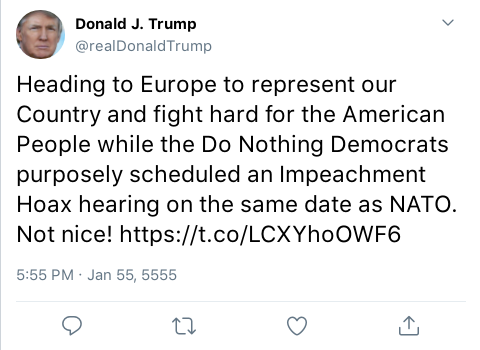 Donald J. Trump
@realDonaldTrump
Heading to Europe to represent our
Country and fight hard for the American
People while the Do Nothing Democrats
purposely scheduled an Impeachment
Hoax hearing on the same date as NATO.
Not nice! https://t.co/LCXYhoOWF6
5:55 PM · Jan 55, 5555